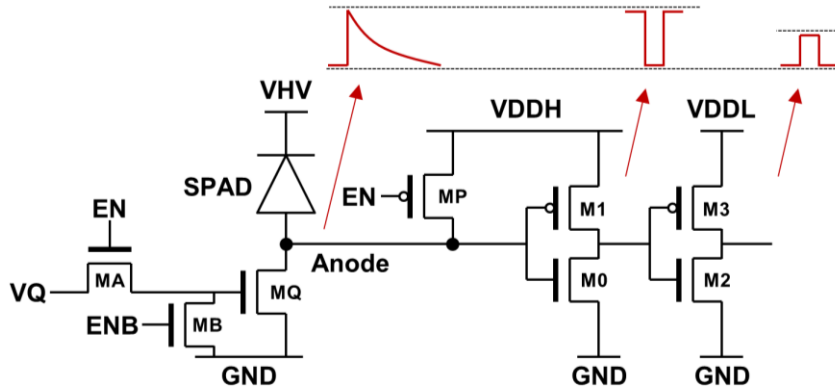 VHV
VDDH
VDDL
SPAD
EN
MP
M1
M3
EN
Anode
VQ
MA
MQ
M0
M2
ENB
MB
GND
GND
GND